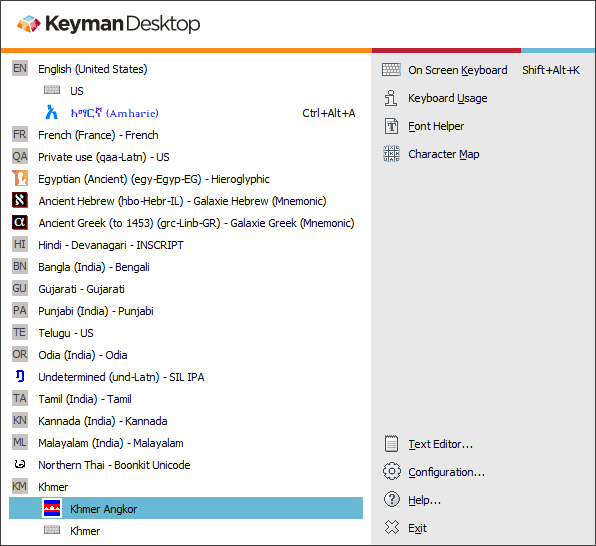 KeymanDesktop
EN English (United States)
US
አማርኛ (Amharic) Ctrl+Alt+A
FR French (France) - French
QA Private use (qaa-Latn) - US
Egyptian (Ancient) (egy-Egyp-EG) - Hieroglyphic
א Ancient Hebrew (hbo-Hebr-IL) - Galaxie Hebrew (Mnemonic)
α Ancient Greek (to 1453) (grc-Linb-GR) - Galaxie Greek (Mnemonic)
HI Hindi - Devanagari - INSCRIPT
BN Bangla (India) - Bengali
GU Gujarati - Gujarati
PA Punjabi (India) - Punjabi
TE Telugu - US
OR Odia (India) - Odia
Undetermined (und-Latn) - SIL IPA
TA Tamil (India) - Tamil
KN Kannada (India) - Kannada
ML Malayalam (India) - Malayalam
Northern Thai - Boonkit Unicode
KM Khmer
Khmer Angkor
Khmer
On Screen Keyboard Shift+Alt+K
Keyboard Usage
Font Helper
Character Map
Text Editor...
Configuration...
Help...
Exit